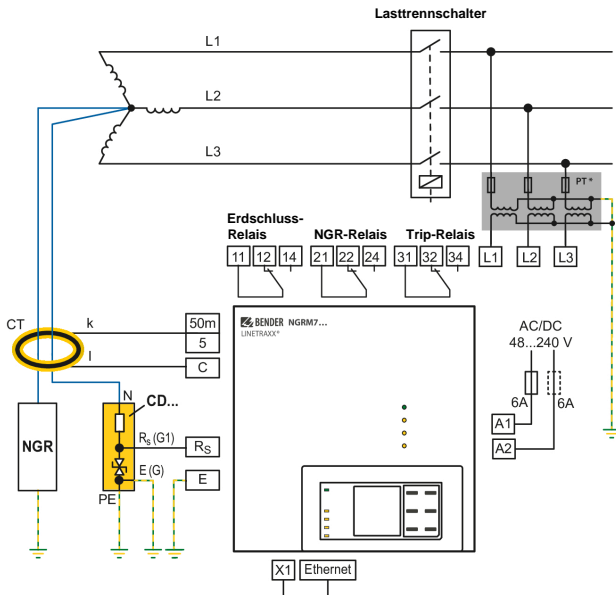 Lasttrennschalter
L1
L2
L3
PT*
Erdschluss-
Relais
NGR-Relais
Trip-Relais
11 12 14
21 22 24
31 32 34
L1 L2 L3
CT
k
l
50m
5
C
BENDER NGRM7...
LINETRAXX®
AC/DC
48...240 V
6A
6A
A1
A2
N
CD...
NGR
Rs (G1)
RS
E (G)
E
PE
X1
Ethernet